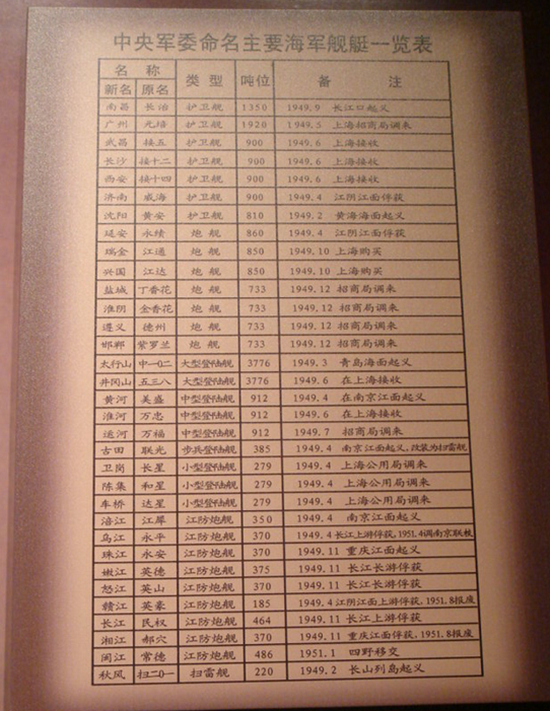 中央军委命名主要海军舰艇一览表
名 称 类 型 吨位 备 注
新名 原名
南昌 长治 护卫舰 1350 1949.9 长江口起义
广州 元培 护卫舰 1920 1949.5 上海招商局调来
武昌 接五 护卫舰 900 1949.6 上海接收
长沙 接十二 护卫舰 900 1949.6 上海接收
西安 接十四 护卫舰 900 1949.6 上海接收
济南 威海 护卫舰 900 1949.4 江阴江面俘获
沈阳 黄安 护卫舰 810 1949.2 黄海海面起义
延安 永绩 炮 舰 860 1949.4 江阴江面俘获
瑞金 江通 炮 舰 850 1949.10 上海购买
兴国 江达 炮 舰 850 1949.10 上海购买
盐城 丁香花 炮 舰 733 1949.12 招商局调来
淮阴 金香花 炮 舰 733 1949.12 招商局调来
遵义 德州 炮 舰 733 1949.12 招商局调来
邯郸 紫罗兰 炮 舰 733 1949.12 招商局调来
太行山 中一0二 大型登陆舰 3776 1949.3 青岛海面起义
井冈山 五三八 大型登陆舰 3776 1949.6 在上海接收
黄河 美盛 中型登陆舰 912 1949.4 在南京江面起义
淮河 万忠 中型登陆舰 912 1949.6 在上海接收
运河 万福 中型登陆舰 912 1949.7 招商局调来
古田 联光 步兵登陆舰 385 1949.4 南京江面起义,改装为扫雷舰
卫岗 长星 小型登陆舰 279 1949.4 上海公用局调来
陈集 和星 小型登陆舰 279 1949.4 上海公用局调来
车桥 达星 小型登陆舰 279 1949.4 上海公用局调来
涪江 江犀 江防炮舰 350 1949.4 南京江面起义
乌江 永平 江防炮舰 370 1949.4 长江上游俘获,1951.4调南京联校
珠江 永安 江防炮舰 370 1949.11 重庆江面起义
嫩江 英德 江防炮舰 375 1949.11 长江长游俘获
怒江 英山 江防炮舰 370 1949.11 长江长游俘获
赣江 英豪 江防炮舰 185 1949.4 江阴江面上游俘获,1951.8报废
长江 民权 江防炮舰 464 1949.11 长江上游俘获
湘江 郝穴 江防炮舰 370 1949.11 重庆江面俘获,1951.8报废
闽江 常德 江防炮舰 486 1951.1 四野移交
秋风 扫二0一 扫雷舰 220 1949.2 长山列岛起义